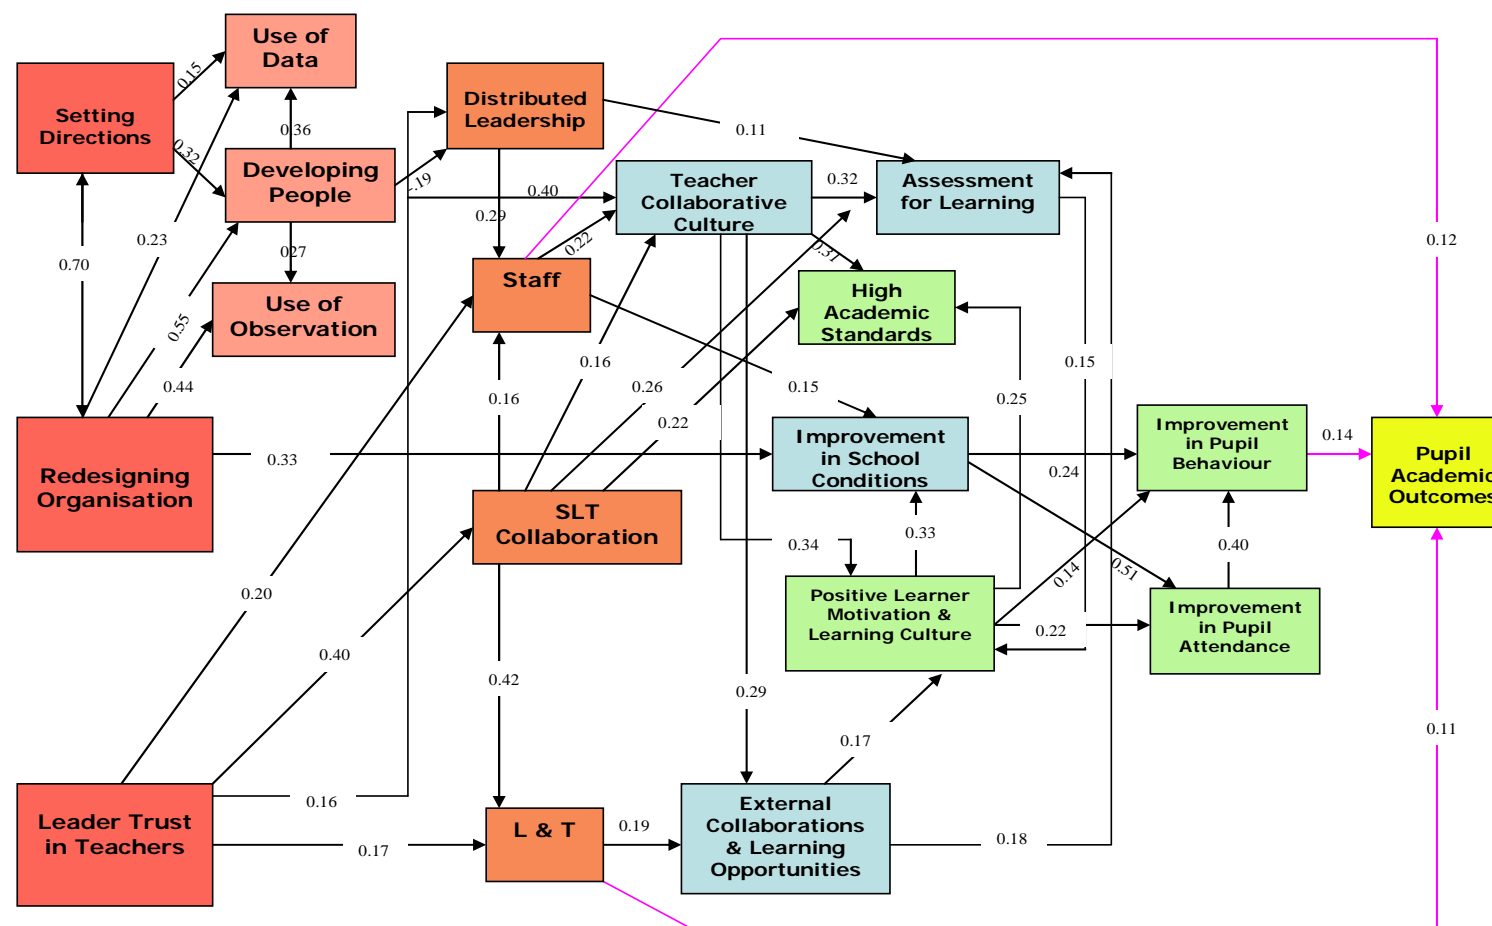 Use of
Data
Setting
Directions
0.15
0.32
0.36
Distributed
Leadership
0.11
Developing
People
-.19
0.40
0.29
0.22
Teacher
Collaborative
Culture
0.32
Assessment
for Learning
0.31
0.12
0.23
027
0.70
Staff
High
Academic
Standards
Use of
Observation
0.55
0.44
0.16
0.16
0.26
0.22
0.15
0.15
0.25
Redesigning
Organisation
0.33
Improvement
in School
Conditions
0.24
Improvement
in Pupil
Behaviour
0.14
Pupil
Academic
Outcomes
SLT
Collaboration
0.34
0.33
0.14
0.51
0.40
0.20
0.40
Positive Learner
Motivation &
Learning Culture
0.22
Improvement
in Pupil
Attendance
0.42
0.29
0.17
0.11
Leader Trust
in Teachers
0.16
0.17
L & T
0.19
External
Collaborations
& Learning
Opportunities
0.18